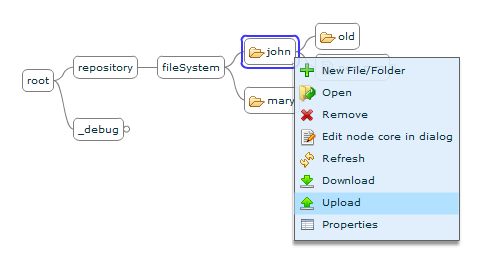 root
repository
_debug
fileSystem
john
mary
old
New File/Folder
Open
Remove
Edit node core in dialog
Refresh
Download
Upload
Properties